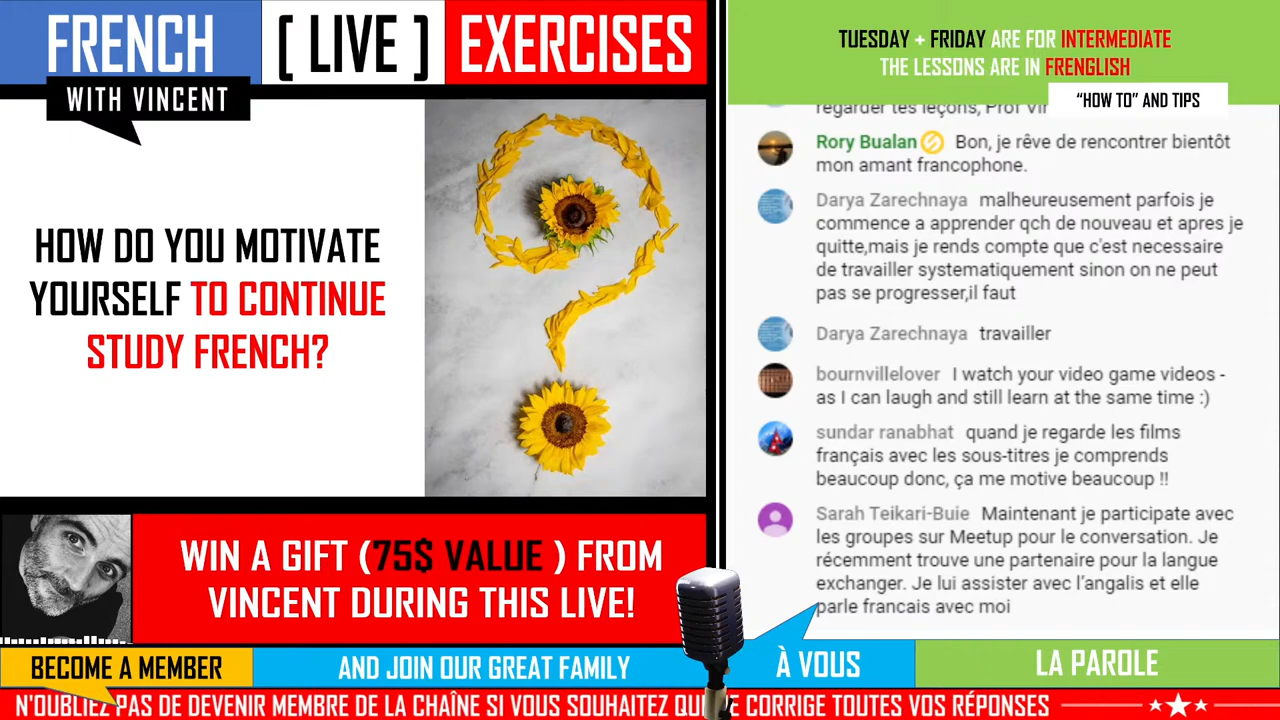 FRENCH [ LIVE ] EXERCISES
WITH VINCENT
HOW DO YOU MOTIVATE
YOURSELF TO CONTINUE
STUDY FRENCH?
WIN A GIFT (75$ VALUE ) FROM
VINCENT DURING THIS LIVE!
BECOME A MEMBER
AND JOIN OUR GREAT FAMILY
TUESDAY + FRIDAY ARE FOR INTERMEDIATE
THE LESSONS ARE IN FRENGLISH
“HOW TO” AND TIPS
regarder tes leçons, Prof
Rory Bualan Bon, je rêve de rencontrer bientôt
mon amant francophone.
Darya Zarechnaya malheureusement parfois je
commence a apprender qch de nouveau et apres je
quitte,mais je rends compte que c'est necessaire
de travailler systematiquement sinon on ne peut
pas se progresser,il faut
Darya Zarechnaya travailler
bournvillelover I watch your video game videos -
as I can laugh and still learn at the same time :)
sundar ranabhat quand je regarde les films
français avec les sous-titres je comprends
beaucoup donc, ça me motive beaucoup !!
Sarah Teikari-Buie Maintenant je participate avec
les groupes sur Meetup pour le conversation. Je
récemment trouve une partenaire pour la langue
exchanger. Je lui assister avec l’angalis et elle
parle francais avec moi
À VOUS
LA PAROLE
N'OUBLIEZ PAS DE DEVENIR MEMBRE DE LA CHAÎNE SI VOUS SOUHAITEZ CORRIGE TOUTES VOS RÉPONSES